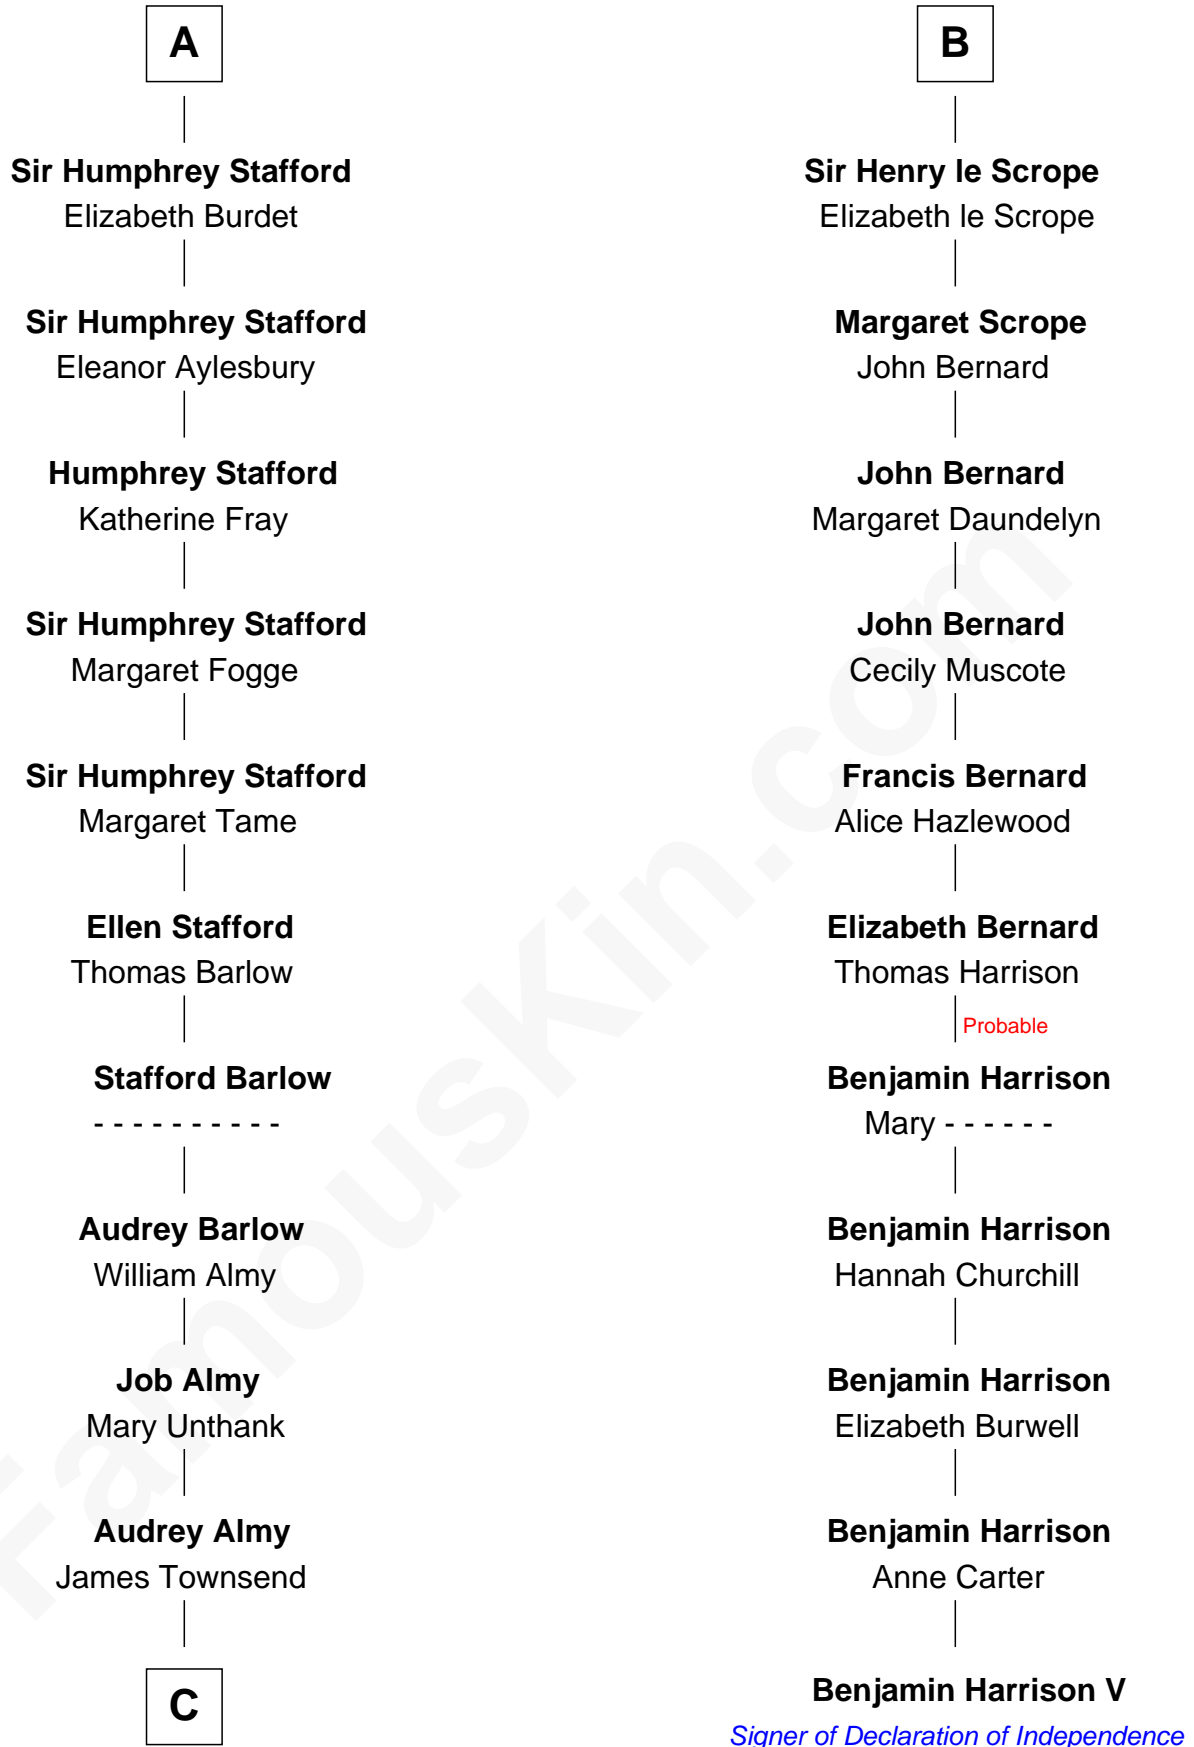 A
Sir Humphrey Stafford
Elizabeth Burdet
Sir Humphrey Stafford
Eleanor Aylesbury
Humphrey Stafford
Katherine Fray
Sir Humphrey Stafford
Margaret Fogge
Sir Humphrey Stafford
Margaret Tame
Ellen Stafford
Thomas Barlow
Stafford Barlow
- - - - - - - - - -
Audrey Barlow
William Almy
Job Almy
Mary Unthank
Audrey Almy
James Townsend
C
B
Sir Henry le Scrope
Elizabeth le Scrope
Margaret Scrope
John Bernard
John Bernard
Margaret Daundelyn
John Bernard
Cecily Muscote
Francis Bernard
Alice Hazlewood
Elizabeth Bernard
Thomas Harrison
Probable
Benjamin Harrison
Mary - - - - - -
Benjamin Harrison
Hannah Churchill
Benjamin Harrison
Elizabeth Burwell
Benjamin Harrison
Anne Carter
Benjamin Harrison V
Signer of Declaration of Independence
FamousKin.com